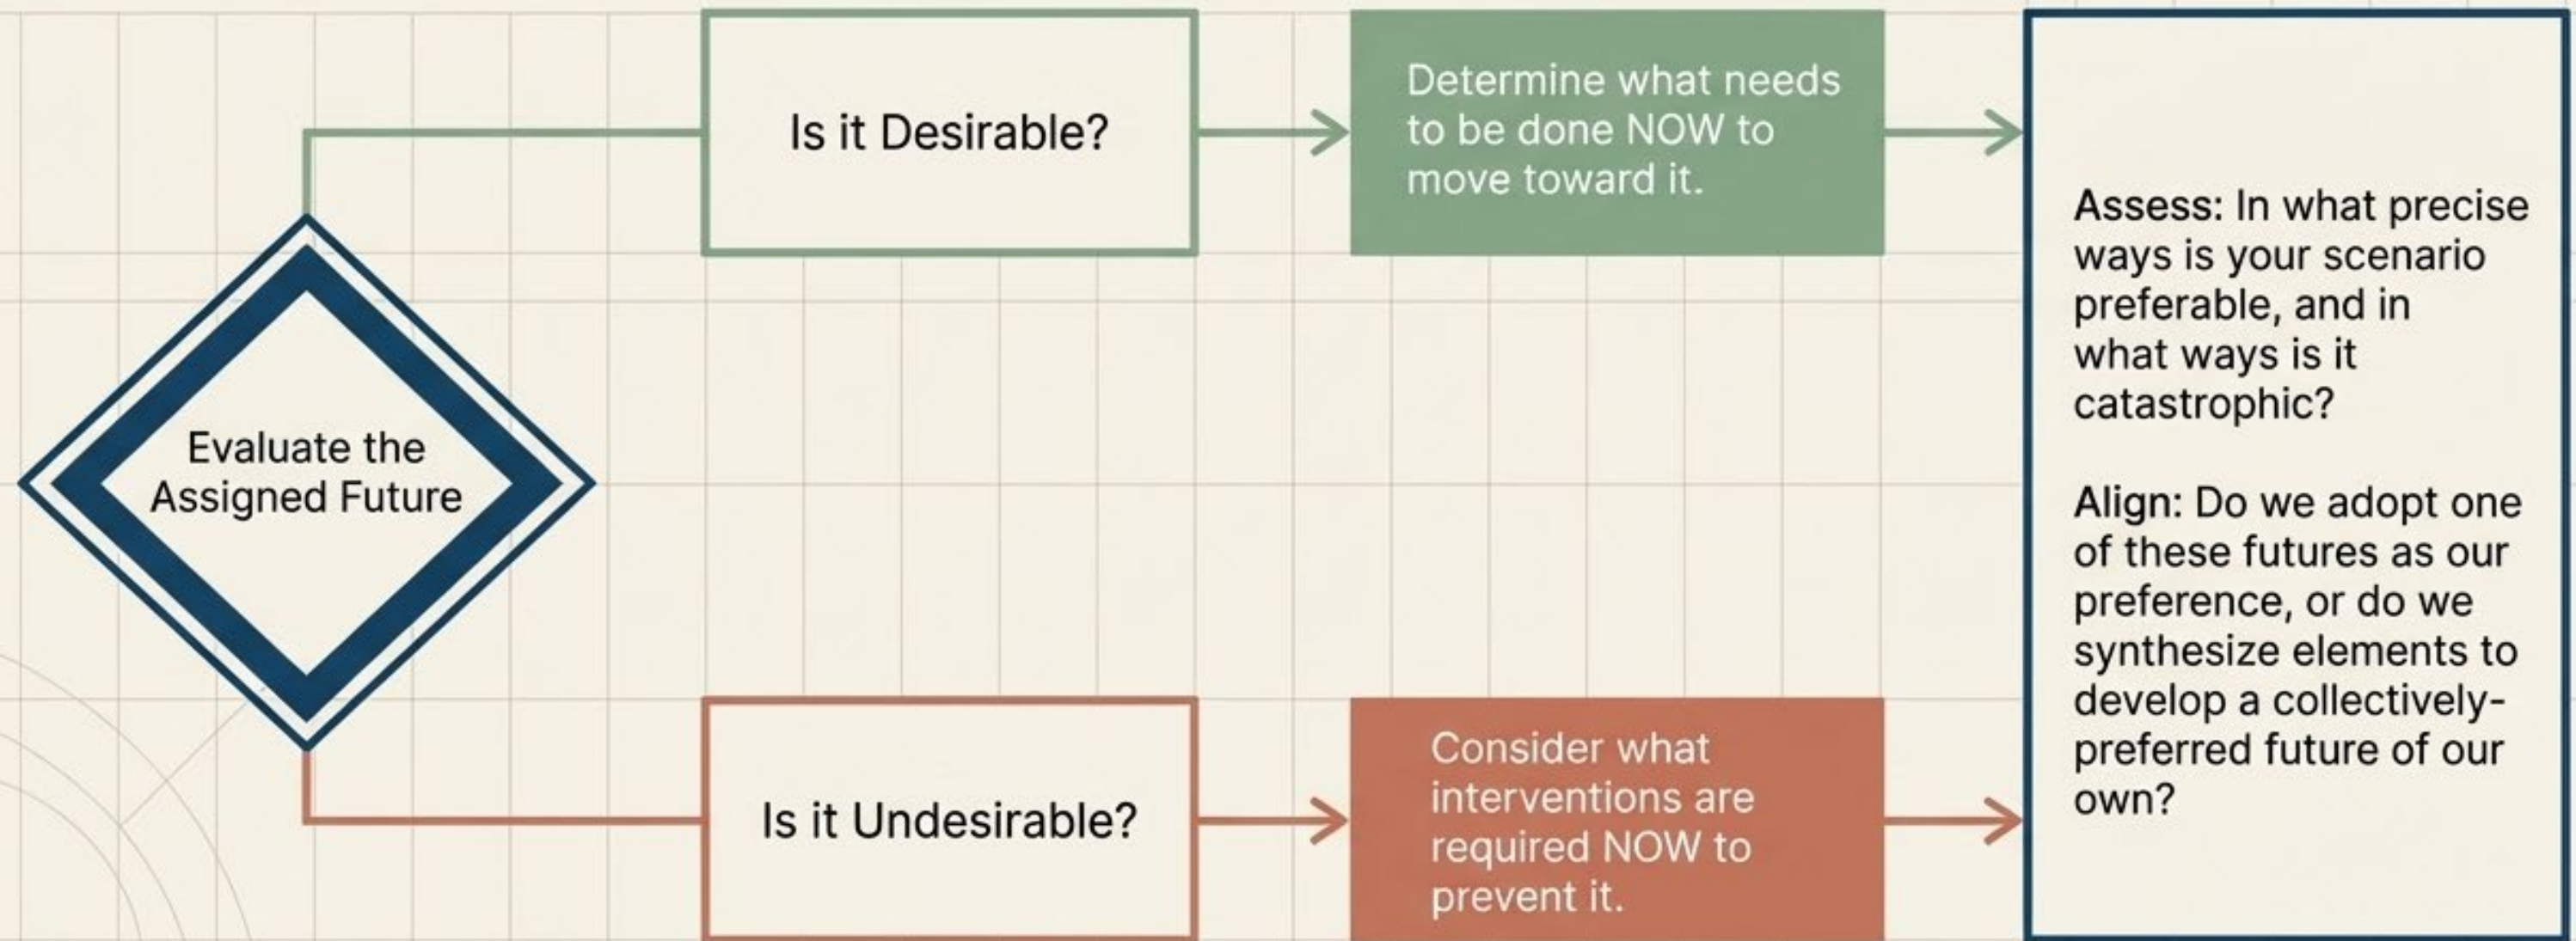 Evaluate the
Assigned Future
Is it Desirable?
Determine what needs
to be done NOW to
move toward it.
Is it Undesirable?
Consider what
interventions are
required NOW to
prevent it.
Assess: In what precise
ways is your scenario
preferable, and in
what ways is it
catastrophic?
Align: Do we adopt one
of these futures as our
preference, or do we
synthesize elements to
develop a collectively-
preferred future of our
own?